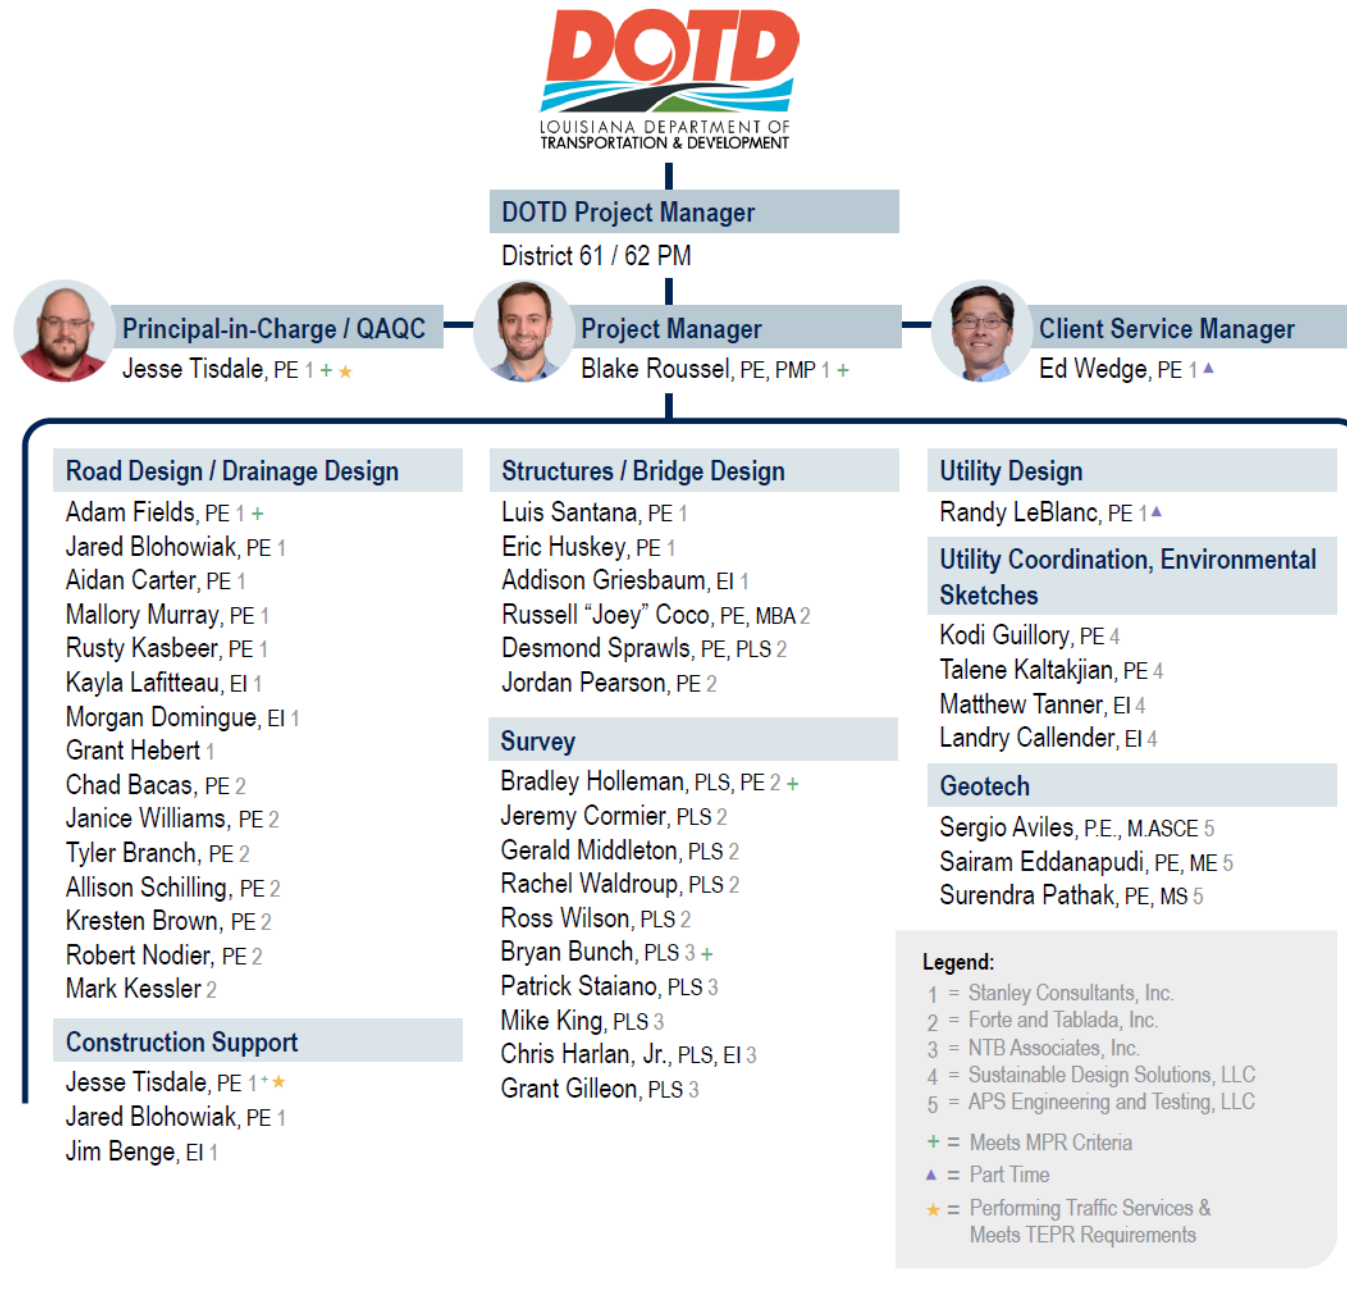 DOTD
LOUISIANA DEPARTMENT OF
TRANSPORTATION & DEVELOPMENT
DOTD Project Manager
District 61 / 62 PM
Principal-in-Charge / QAQC
Jesse Tisdale, PE 1 + ★
Project Manager
Blake Roussel, PE, PMP 1 +
Client Service Manager
Ed Wedge, PE 1 ▲
Road Design / Drainage Design
Adam Fields, PE 1 +
Jared Blohowiak, PE 1
Aidan Carter, PE 1
Mallory Murray, PE 1
Rusty Kasbeer, PE 1
Kayla Lafitteau, EI 1
Morgan Domingue, EI 1
Grant Hebert 1
Chad Bacas, PE 2
Janice Williams, PE 2
Tyler Branch, PE 2
Allison Schilling, PE 2
Kresten Brown, PE 2
Robert Nodier, PE 2
Mark Kessler 2
Construction Support
Jesse Tisdale, PE 1 + ★
Jared Blohowiak, PE 1
Jim Benge, EI 1
Structures / Bridge Design
Luis Santana, PE 1
Eric Huskey, PE 1
Addison Griesbaum, EI 1
Russell “Joey” Coco, PE, MBA 2
Desmond Sprawls, PE, PLS 2
Jordan Pearson, PE 2
Survey
Bradley Holleman, PLS, PE 2 +
Jeremy Cormier, PLS 2
Gerald Middleton, PLS 2
Rachel Waldroup, PLS 2
Ross Wilson, PLS 2
Bryan Bunch, PLS 3 +
Patrick Staiano, PLS 3
Mike King, PLS 3
Chris Harlan, Jr., PLS, EI 3
Grant Gilleon, PLS 3
Utility Design
Randy LeBlanc, PE 1 ▲
Utility Coordination, Environmental
Sketches
Kodi Guillory, PE 4
Talene Kaltakjian, PE 4
Matthew Tanner, EI 4
Landry Callender, EI 4
Geotech
Sergio Aviles, P.E., M.ASCE 5
Sairam Eddanapudi, PE, ME 5
Surendra Pathak, PE, MS 5
Legend:
1 = Stanley Consultants, Inc.
2 = Forte and Tablada, Inc.
3 = NTB Associates, Inc.
4 = Sustainable Design Solutions, LLC
5 = APS Engineering and Testing, LLC
+ = Meets MPR Criteria
▲ = Part Time
★ = Performing Traffic Services &
Meets TEPR Requirements